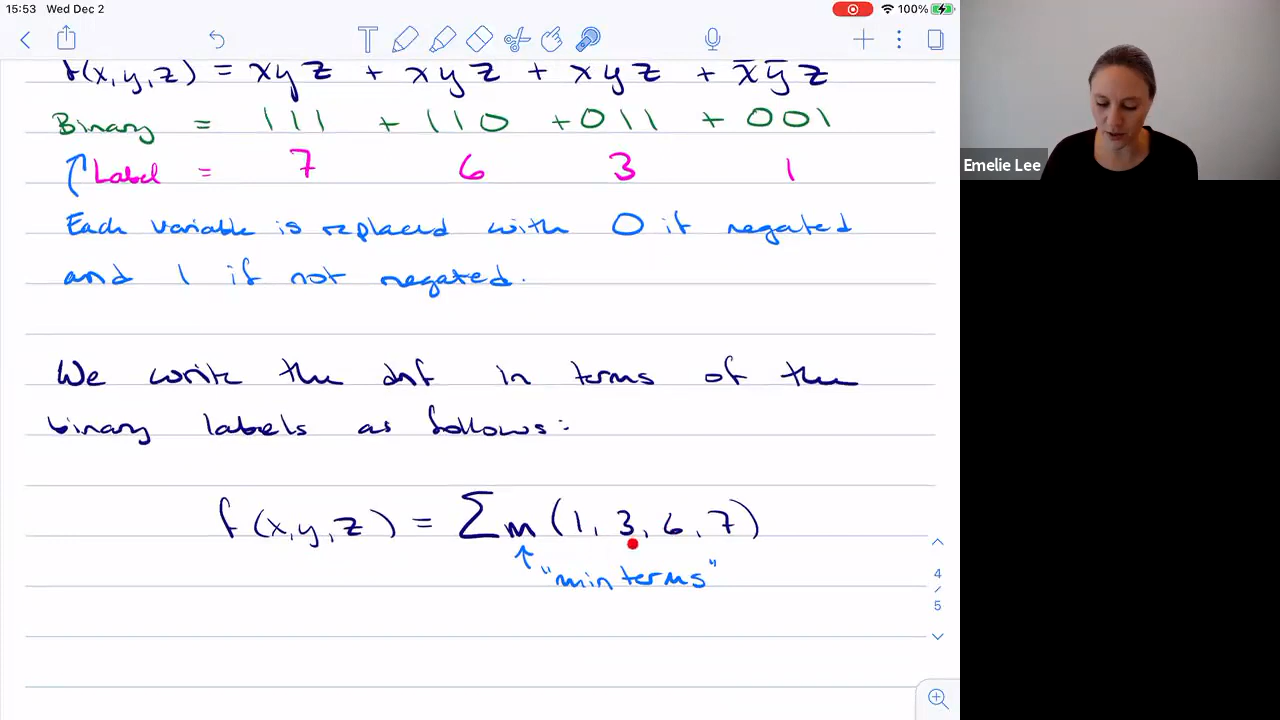 15:53 Wed Dec 2 100%
f(x,y,z) = xyz + xyz + xyz + x̅y̅z
Binary = 111 + 110 + 011 + 001
Label = 7 6 3 1
Each variable is replaced with 0 if negated
and 1 if not negated.
We write the dnf in terms of the
binary labels as follows:
f(x,y,z) = Σm(1,3,6,7)
"minterms"
4
/
5
Emelie Lee